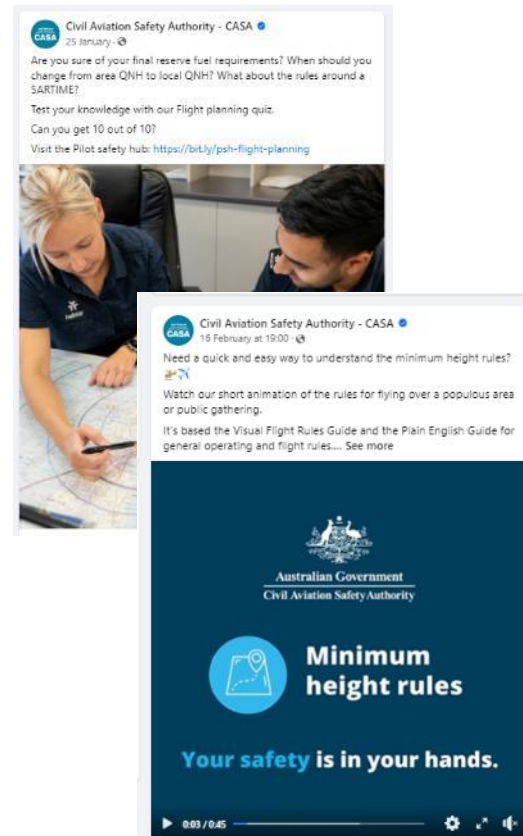 Civil Aviation Safety Authority - CASA
25 January ·
Are you sure of your final reserve fuel requirements? When should you
change from area QNH to local QNH? What about the rules around a
SARTIME?
Test your knowledge with our Flight planning quiz.
Can you get 10 out of 10?
Visit the Pilot safety hub: https://bit.ly/psh-flight-planning
CASA
Civil Aviation Safety Authority - CASA
16 February at 19:00 ·
Need a quick and easy way to understand the minimum height rules?
Watch our short animation of the rules for flying over a populous area
or public gathering.
It's based the Visual Flight Rules Guide and the Plain English Guide for
general operating and flight rules.... See more
CASA
Australian Government
Civil Aviation Safety Authority
Minimum
height rules
Your safety is in your hands.
0:03 / 0:45